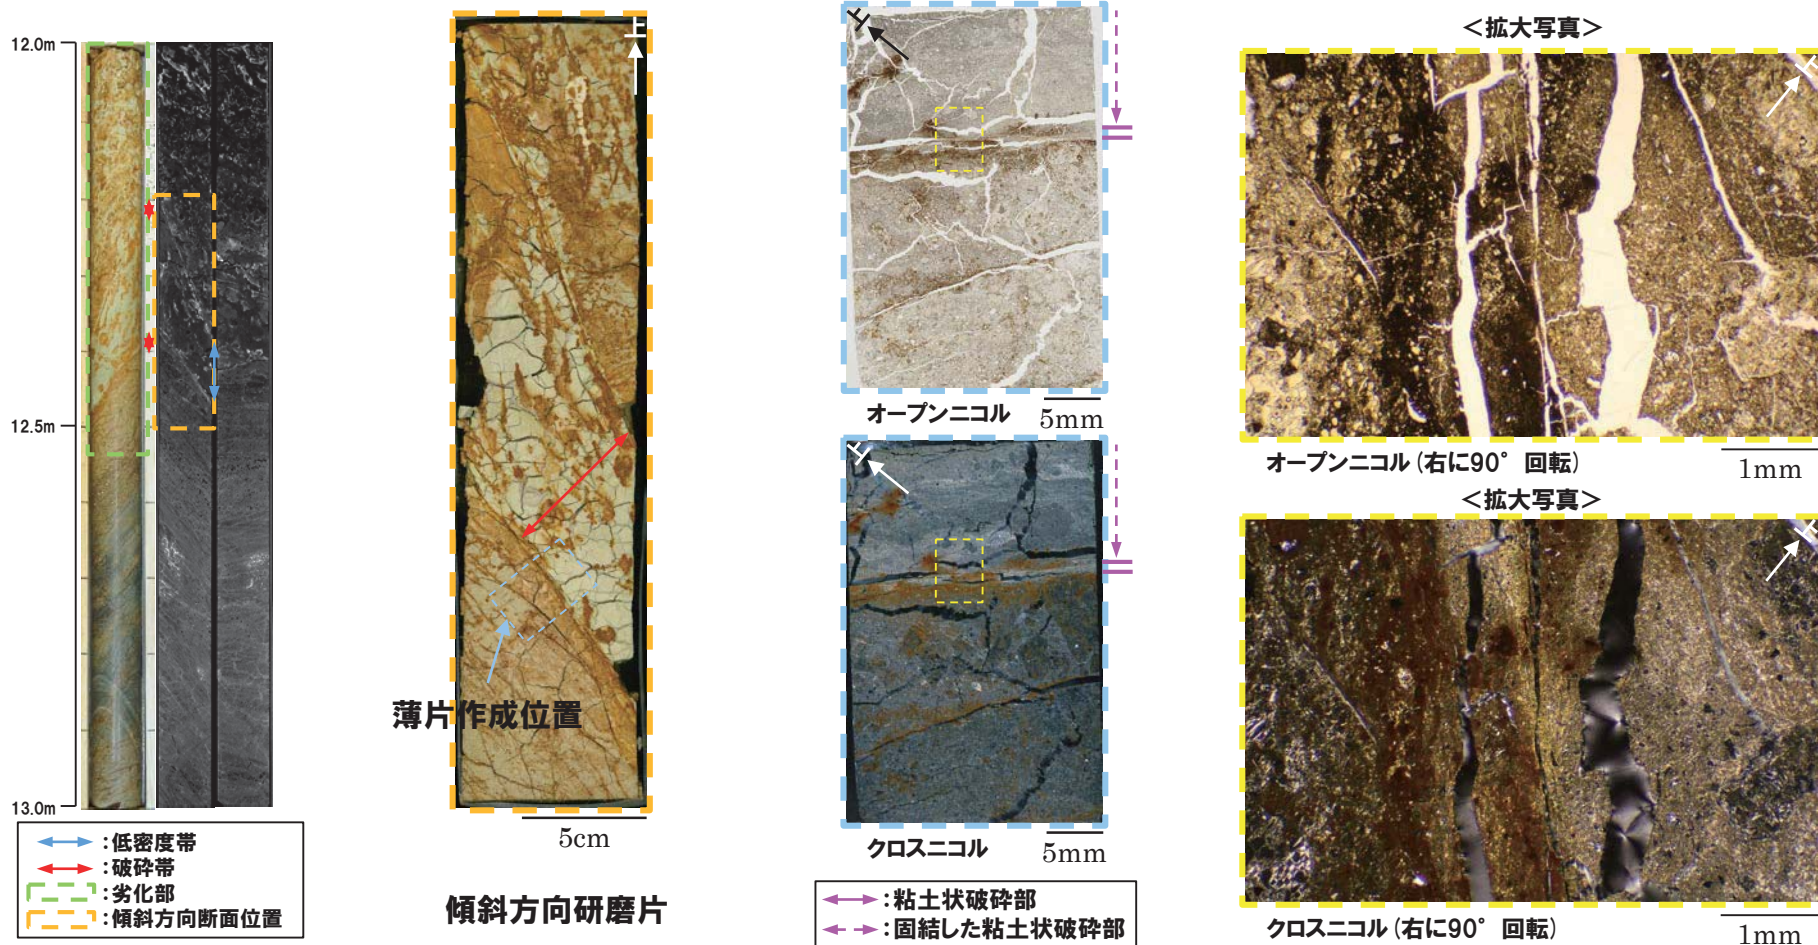 12.0m
12.5m
13.0m
：低密度帯
：破砕帯
：劣化部
：傾斜方向断面位置
上
薄片作成位置
5cm
傾斜方向研磨片
上
オープンニコル
5mm
上
クロスニコル
5mm
：粘土状破砕部
：固結した粘土状破砕部
＜拡大写真＞
上
オープンニコル（右に90°回転）
1mm
＜拡大写真＞
上
クロスニコル（右に90°回転）
1mm